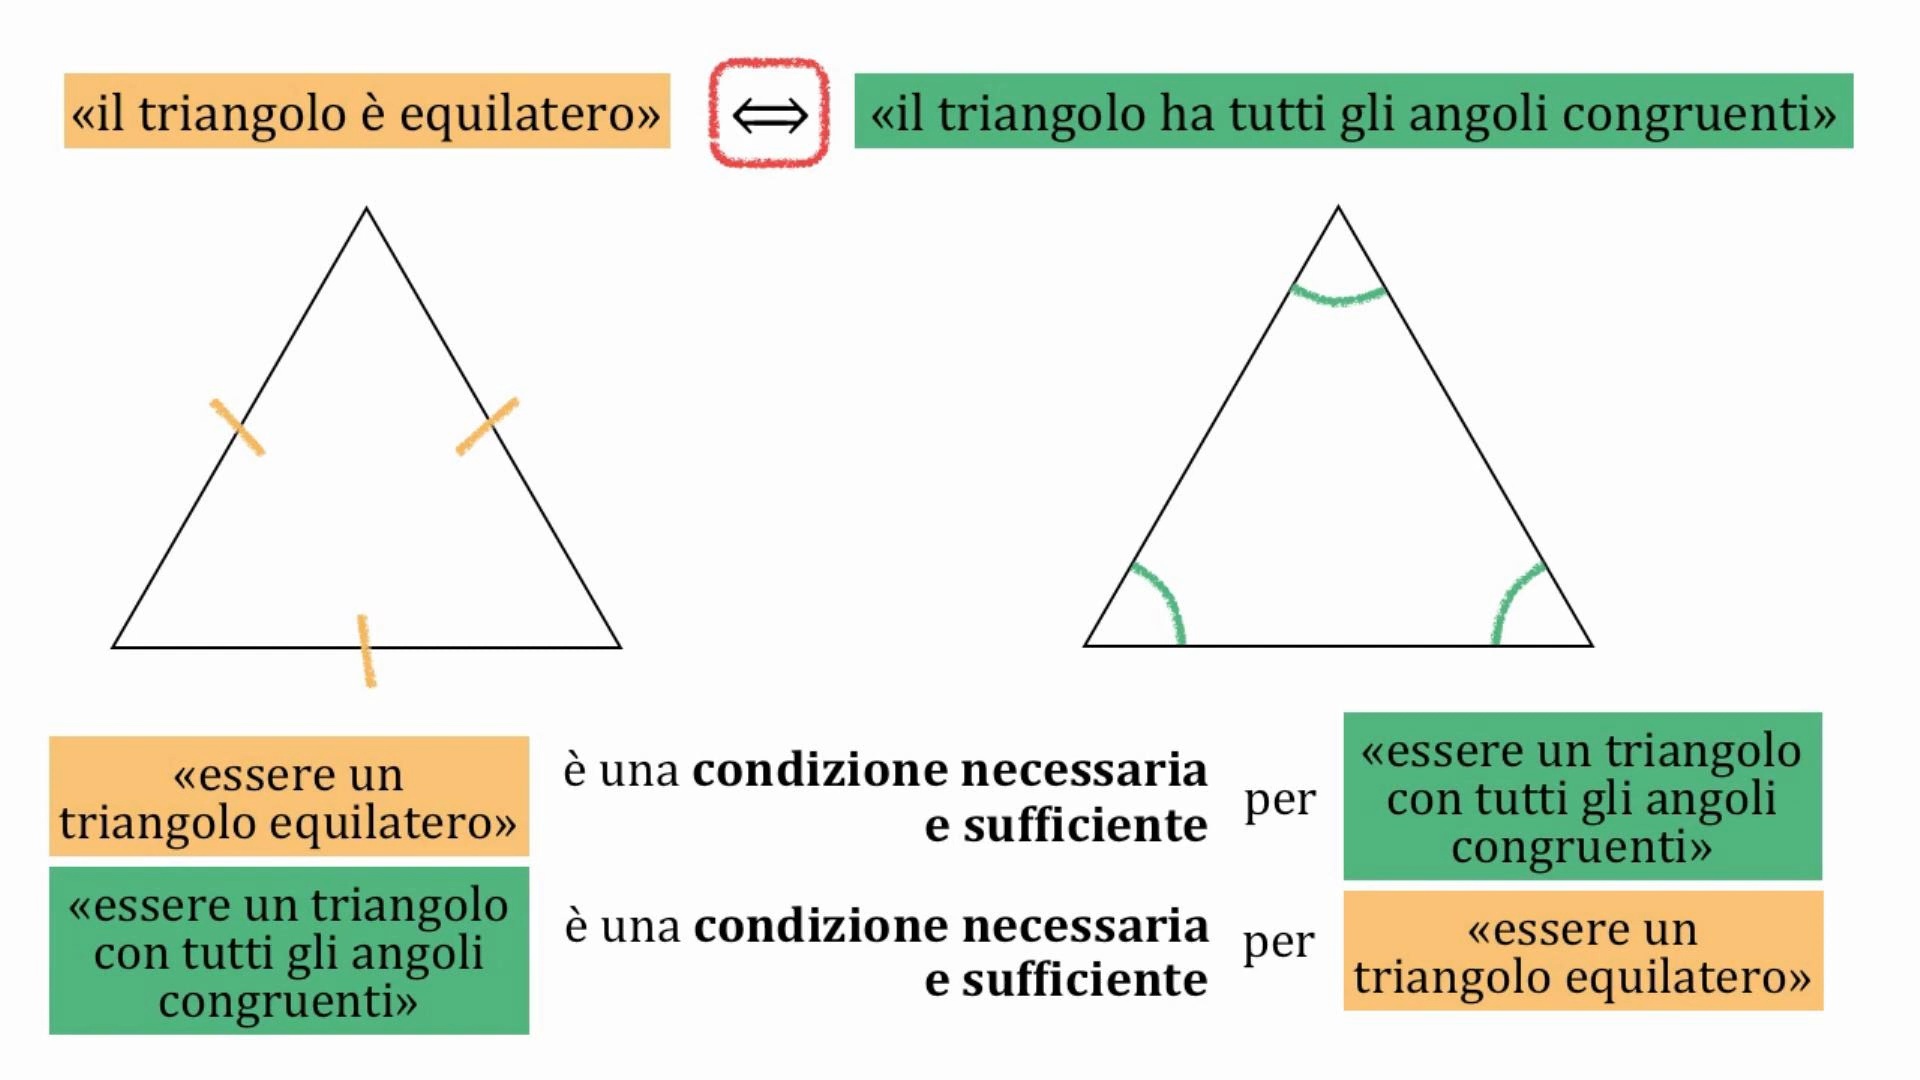 «il triangolo è equilatero» ⟺ «il triangolo ha tutti gli angoli congruenti»
«essere un
triangolo equilatero»
è una condizione necessaria
e sufficiente
per
«essere un triangolo
con tutti gli angoli
congruenti»
«essere un triangolo
con tutti gli angoli
congruenti»
è una condizione necessaria
e sufficiente
per
«essere un
triangolo equilatero»